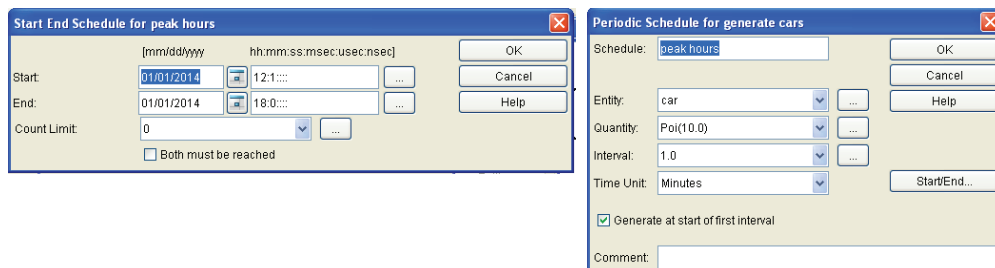 Start End Schedule for peak hours
[mm/dd/yyyy hh:mm:ss:msec:usec:nsec] OK
Start: 01/01/2014 12:1:::: ... Cancel
End: 01/01/2014 18:0:::: ... Help
Count Limit: 0 ...
Both must be reached
Periodic Schedule for generate cars
Schedule: peak hours OK
Cancel
Entity: car ... Help
Quantity: Poi(10.0) ...
Interval: 1.0 ...
Time Unit: Minutes Start/End...
Generate at start of first interval
Comment: